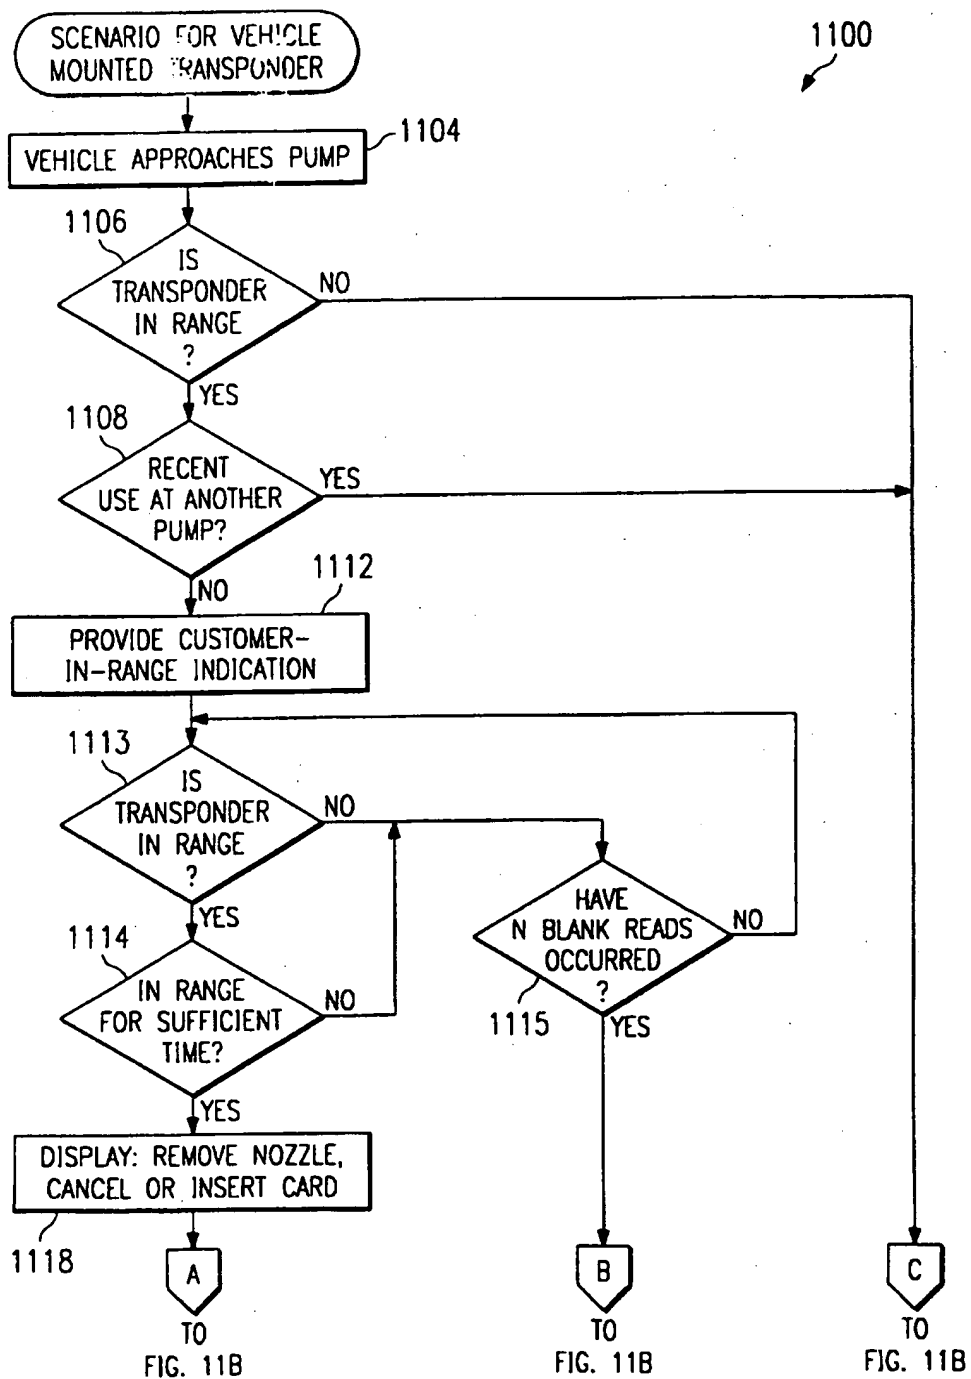 SCENARIO FOR VEHICLE
MOUNTED TRANSPONDER
1100
1104
VEHICLE APPROACHES PUMP
1106
IS
TRANSPONDER
IN RANGE
?
NO
YES
1108
RECENT
USE AT ANOTHER
PUMP?
YES
NO
1112
PROVIDE CUSTOMER-
IN-RANGE INDICATION
1113
IS
TRANSPONDER
IN RANGE
?
NO
YES
1114
IN RANGE
FOR SUFFICIENT
TIME?
NO
YES
HAVE
N BLANK READS
OCCURRED
?
NO
1115
YES
DISPLAY: REMOVE NOZZLE,
CANCEL OR INSERT CARD
1118
A
TO
FIG. 11B
B
TO
FIG. 11B
C
TO
FIG. 11B